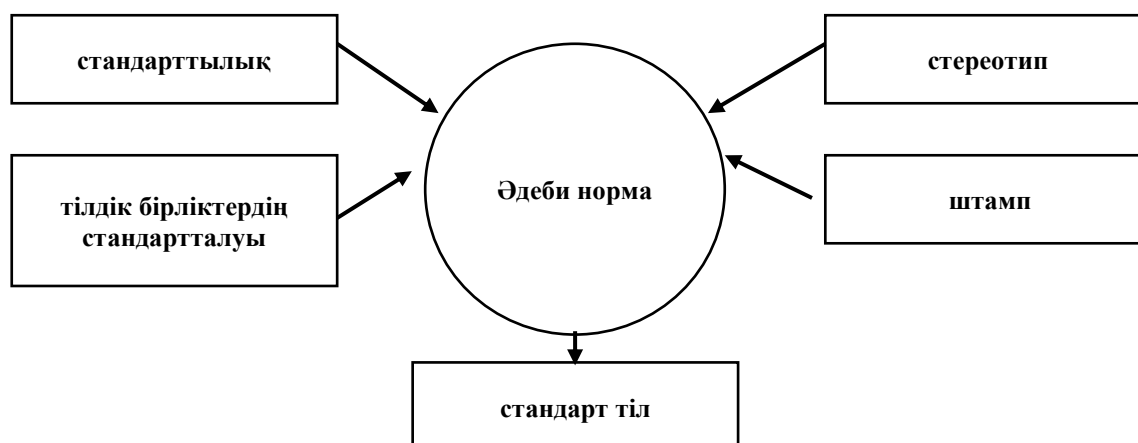 стандарттылық
стереотип
Әдеби норма
тілдік бірліктердің
стандартталуы
штамп
стандарт тіл